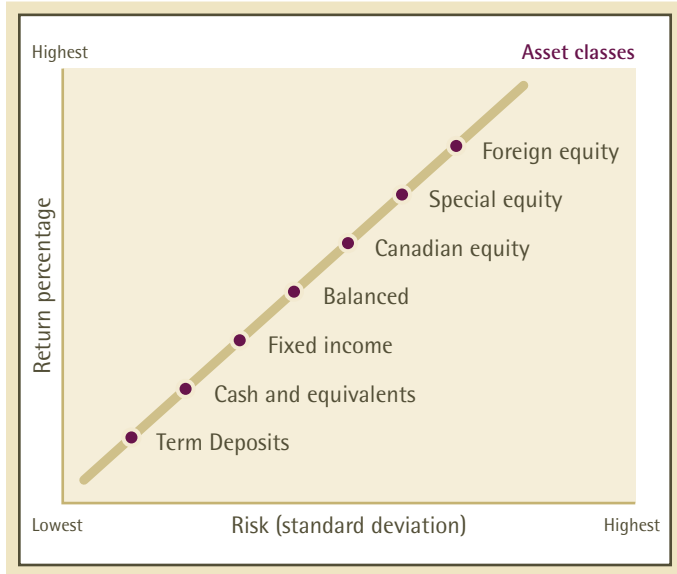 Highest
Asset classes
Foreign equity
Special equity
Canadian equity
Balanced
Fixed income
Cash and equivalents
Term Deposits
Return percentage
Lowest
Risk (standard deviation)
Highest